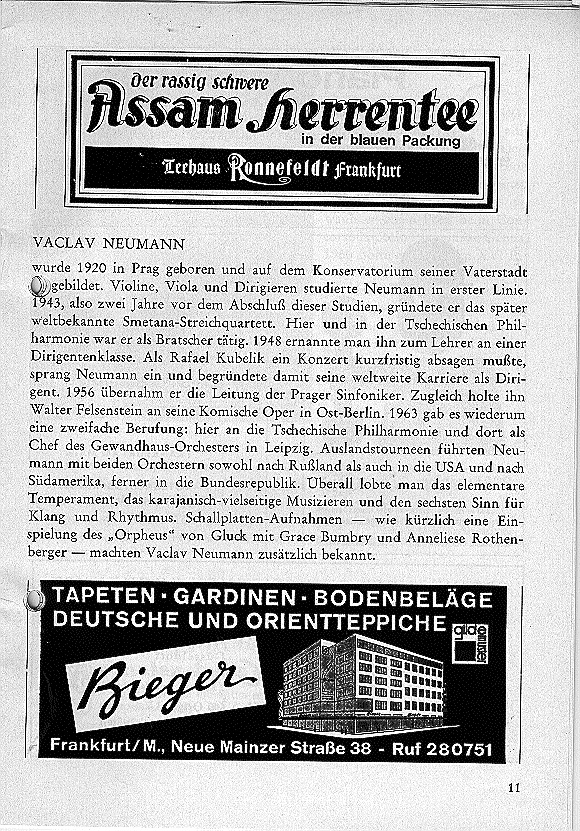 der rassig schwere
Assam Herrentee
in der blauen Packung
Teehaus Ronnefeldt Frankfurt
VACLAV NEUMANN
wurde 1920 in Prag geboren und auf dem Konservatorium seiner Vaterstadt
gebildet. Violine, Viola und Dirigieren studierte Neumann in erster Linie.
1943, also zwei Jahre vor dem Abschluß dieser Studien, gründete er das später
weltbekannte Smetana-Streichquartett. Hier und in der Tschechischen Phil-
harmonie war er als Bratscher tätig. 1948 ernannte man ihn zum Lehrer an einer
Dirigentenklasse. Als Rafael Kubelik ein Konzert kurzfristig absagen mußte,
sprang Neumann ein und begründete damit seine weltweite Karriere als Diri-
gent. 1956 übernahm er die Leitung der Prager Sinfoniker. Zugleich holte ihn
Walter Felsenstein an seine Komische Oper in Ost-Berlin. 1963 gab es wiederum
eine zweifache Berufung: hier an die Tschechische Philharmonie und dort als
Chef des Gewandhaus-Orchesters in Leipzig. Auslandstourneen führten Neu-
mann mit beiden Orchestern sowohl nach Rußland als auch in die USA und nach
Südamerika, ferner in die Bundesrepublik. Überall lobte man das elementare
Temperament, das karajanisch-vielseitige Musizieren und den sechsten Sinn für
Klang und Rhythmus. Schallplatten-Aufnahmen — wie kürzlich eine Ein-
spielung des „Orpheus" von Gluck mit Grace Bumbry und Anneliese Rothen-
berger — machten Vaclav Neumann zusätzlich bekannt.
TAPETEN · GARDINEN · BODENBELÄGE
DEUTSCHE UND ORIENTTEPPICHE
Bieger
Frankfurt/M., Neue Mainzer Straße 38 - Ruf 280751
11